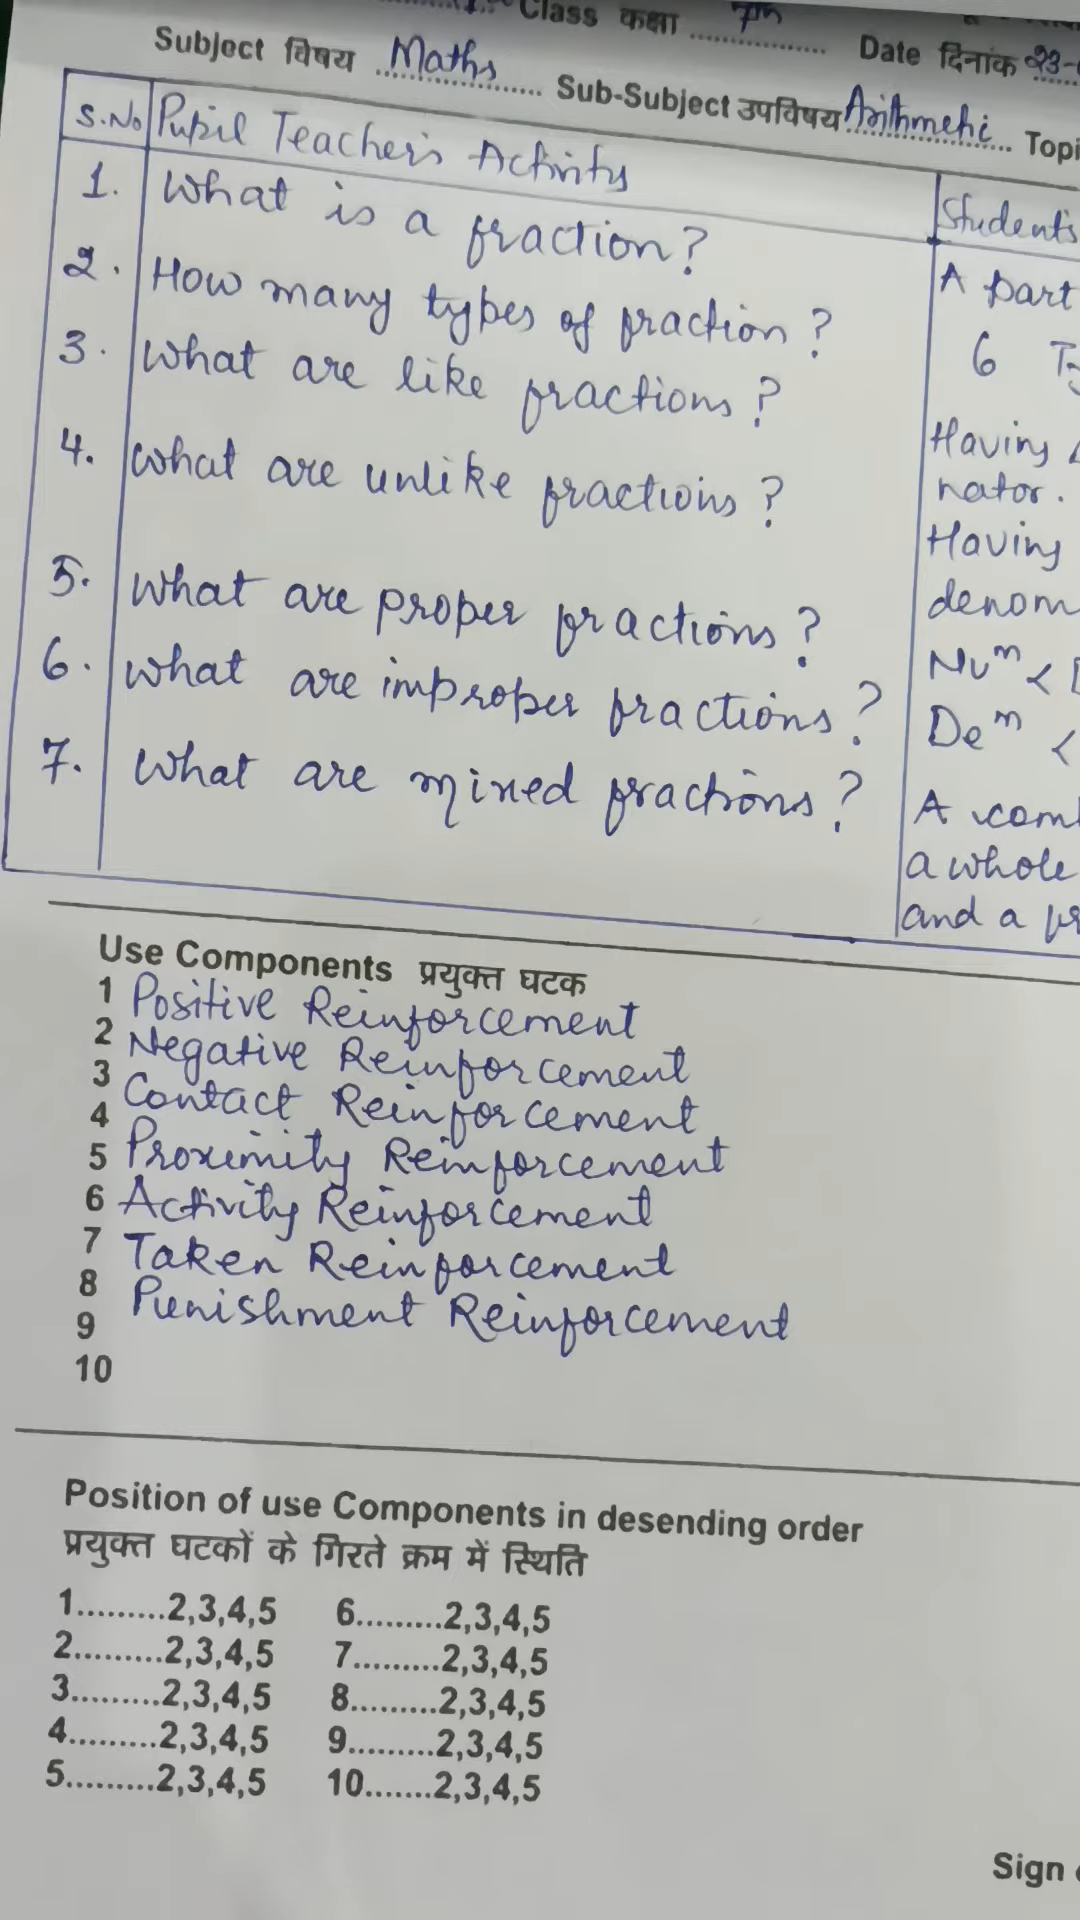 Class कक्षा 7th
Subject विषय Maths Date दिनांक 23-
Sub-Subject उपविषय Arithmetic Topi
S.No Pupil Teacher's Activity Students
1. What is a fraction? A part
2. How many types of fraction? 6
3. What are like fractions? Having
nator.
4. What are unlike fractions? Having
denom
5. What are proper fractions? Nuᵐ <
6. What are improper fractions? Deᵐ <
7. What are mixed fractions? A com
a whole
and a
Use Components प्रयुक्त घटक
1 Positive Reinforcement
2 Negative Reinforcement
3 Contact Reinforcement
4 Proximity Reinforcement
5 Activity Reinforcement
6 Taken Reinforcement
7 Punishment Reinforcement
8
9
10
Position of use Components in desending order
प्रयुक्त घटकों के गिरते क्रम में स्थिति
1.........2,3,4,5 6.........2,3,4,5
2.........2,3,4,5 7.........2,3,4,5
3.........2,3,4,5 8.........2,3,4,5
4.........2,3,4,5 9.........2,3,4,5
5.........2,3,4,5 10.......2,3,4,5
Sign